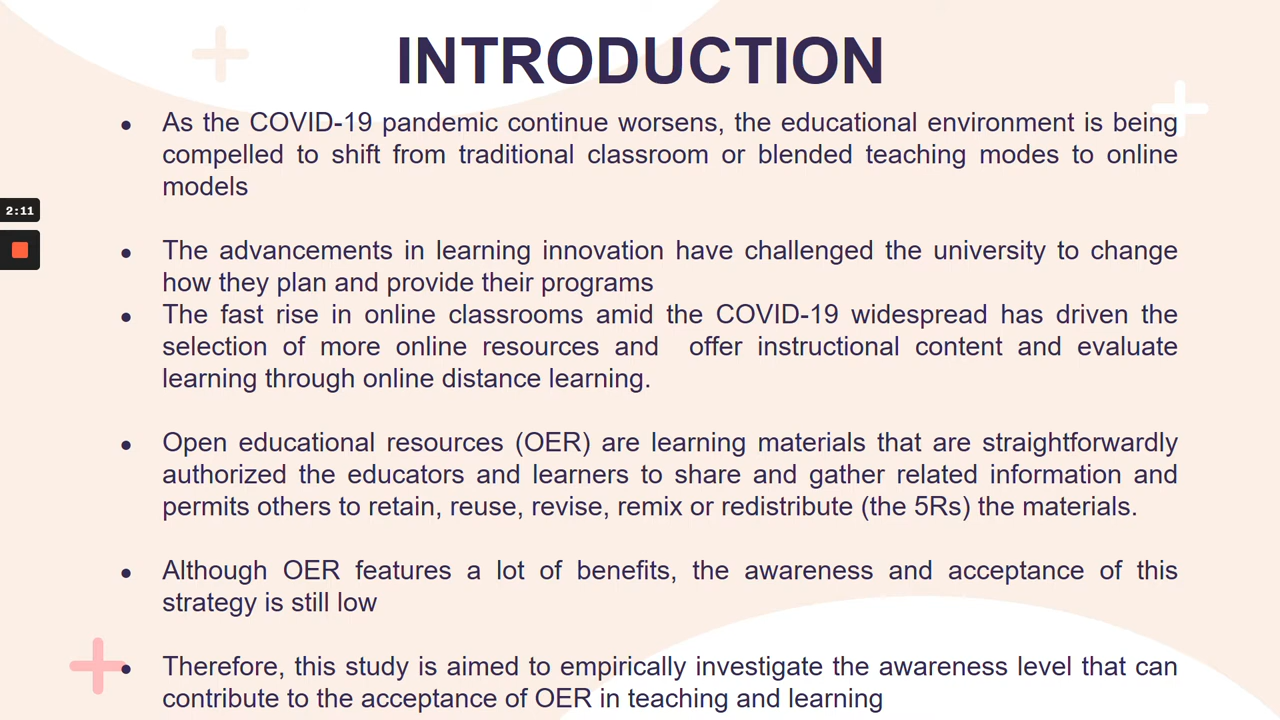 INTRODUCTION
● As the COVID-19 pandemic continue worsens, the educational environment is being
compelled to shift from traditional classroom or blended teaching modes to online
models
2:11
● The advancements in learning innovation have challenged the university to change
how they plan and provide their programs
● The fast rise in online classrooms amid the COVID-19 widespread has driven the
selection of more online resources and offer instructional content and evaluate
learning through online distance learning.
● Open educational resources (OER) are learning materials that are straightforwardly
authorized the educators and learners to share and gather related information and
permits others to retain, reuse, revise, remix or redistribute (the 5Rs) the materials.
● Although OER features a lot of benefits, the awareness and acceptance of this
strategy is still low
● Therefore, this study is aimed to empirically investigate the awareness level that can
contribute to the acceptance of OER in teaching and learning